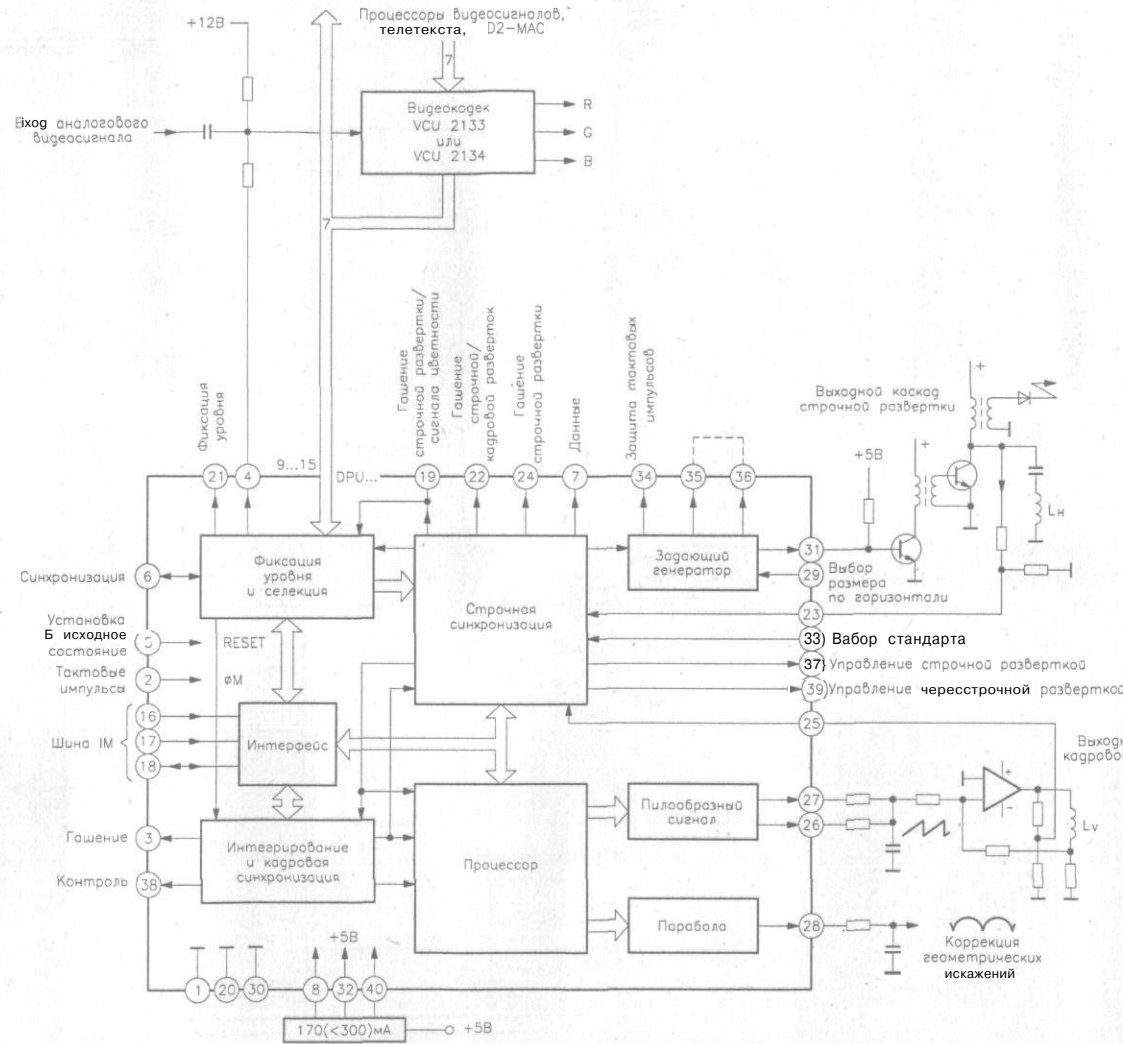 +12В
Процессоры видеосигналов,
телетекста, D2-MAC
7
Вiход аналогового
видеосигнала
Видеокодек
VCU 2133
или
VCU 2134
R
G
B
7
Фиксация
уровня
Гашение
строчной развертки/
сигнала цветности
Гашение
строчной/
кадровой разверток
Гашение
строчной развертки
Данные
Защита тактовых
импульсов
Выходной каскад
строчной развертки
+
+
+5В
Lн
9...15
DPU...
21
4
19
22
24
7
34
35
36
Синхронизация
6
Фиксация
уровня
и селекция
Строчная
синхронизация
Задающий
генератор
31
29
Выбор
размера
по горизонтали
23
Установка
Б исходное
состояние
5
RESET
33) Вабор стандарта
Тактовые
импульсы
2
øM
37} Управление строчной разверткой
39) Управление чересстрочной разверткой
25
Шина IM
16
17
18
Интерфейс
Выходн
кадрово
Гашение
3
Контроль
38
Интегрирование
и кадровая
синхронизация
Процессор
Пилообразный
сигнал
27
26
+
-
Lv
Парабола
28
Коррекция
геометрических
искажений
+5В
1
20
30
8
32
40
170(<300)мА
+5В